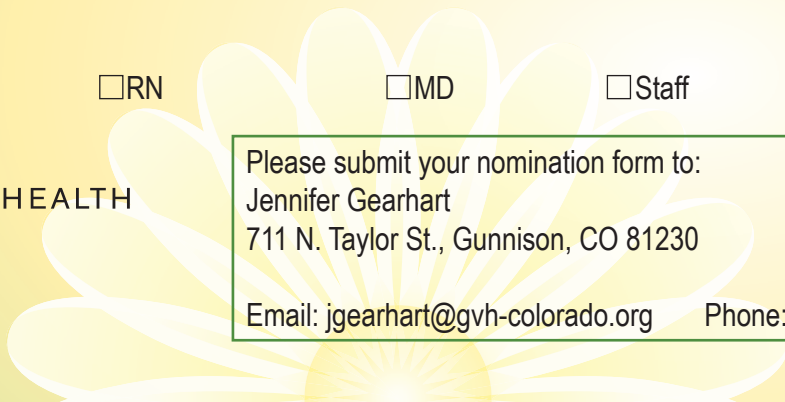 ☐RN ☐MD ☐Staff
HEALTH
Please submit your nomination form to:
Jennifer Gearhart
711 N. Taylor St., Gunnison, CO 81230
Email: jgearhart@gvh-colorado.org Phone: